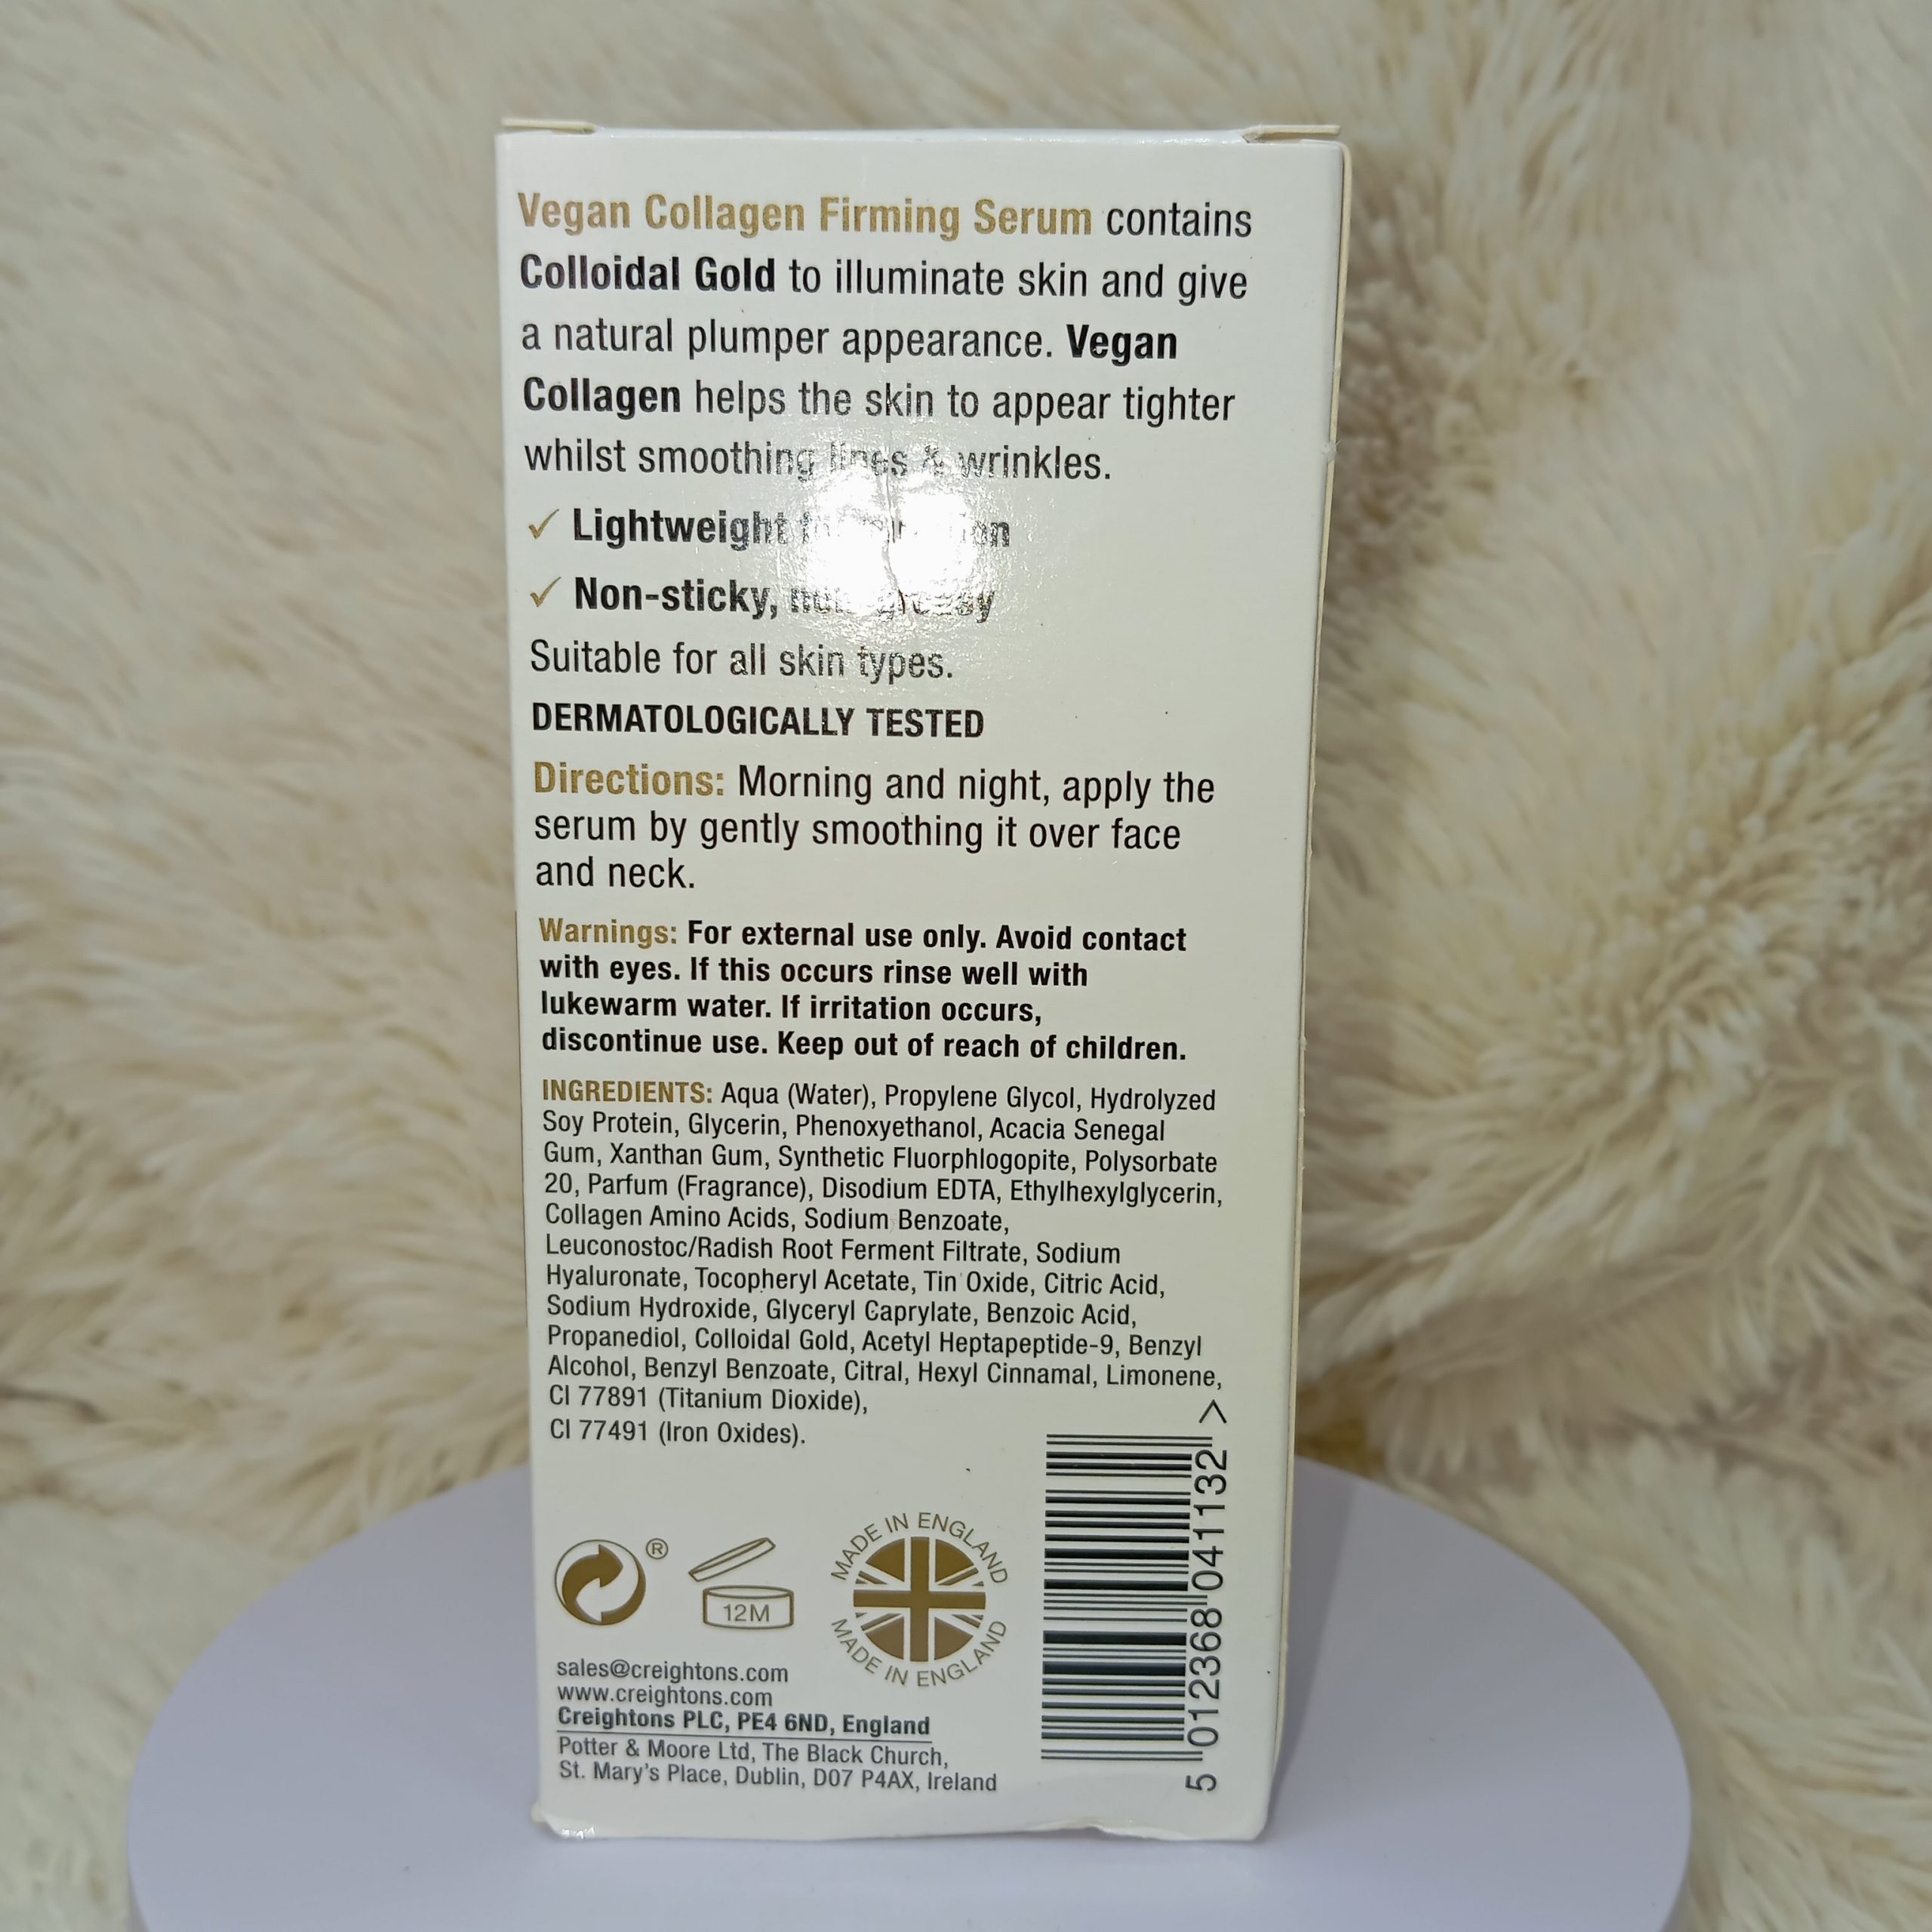 Vegan Collagen Firming Serum contains
Colloidal Gold to illuminate skin and give
a natural plumper appearance. Vegan
Collagen helps the skin to appear tighter
whilst smoothing lines & wrinkles.
✓ Lightweight
✓ Non-sticky,
Suitable for all skin types.
DERMATOLOGICALLY TESTED
Directions: Morning and night, apply the
serum by gently smoothing it over face
and neck.
Warnings: For external use only. Avoid contact
with eyes. If this occurs rinse well with
lukewarm water. If irritation occurs,
discontinue use. Keep out of reach of children.
INGREDIENTS: Aqua (Water), Propylene Glycol, Hydrolyzed
Soy Protein, Glycerin, Phenoxyethanol, Acacia Senegal
Gum, Xanthan Gum, Synthetic Fluorphlogopite, Polysorbate
20, Parfum (Fragrance), Disodium EDTA, Ethylhexylglycerin,
Collagen Amino Acids, Sodium Benzoate,
Leuconostoc/Radish Root Ferment Filtrate, Sodium
Hyaluronate, Tocopheryl Acetate, Tin Oxide, Citric Acid,
Sodium Hydroxide, Glyceryl Caprylate, Benzoic Acid,
Propanediol, Colloidal Gold, Acetyl Heptapeptide-9, Benzyl
Alcohol, Benzyl Benzoate, Citral, Hexyl Cinnamal, Limonene,
CI 77891 (Titanium Dioxide),
CI 77491 (Iron Oxides).
®
12M
MADE IN ENGLAND
MADE IN ENGLAND
sales@creightons.com
www.creightons.com
Creightons PLC, PE4 6ND, England
Potter & Moore Ltd, The Black Church,
St. Mary's Place, Dublin, D07 P4AX, Ireland
5 012368 041132 >